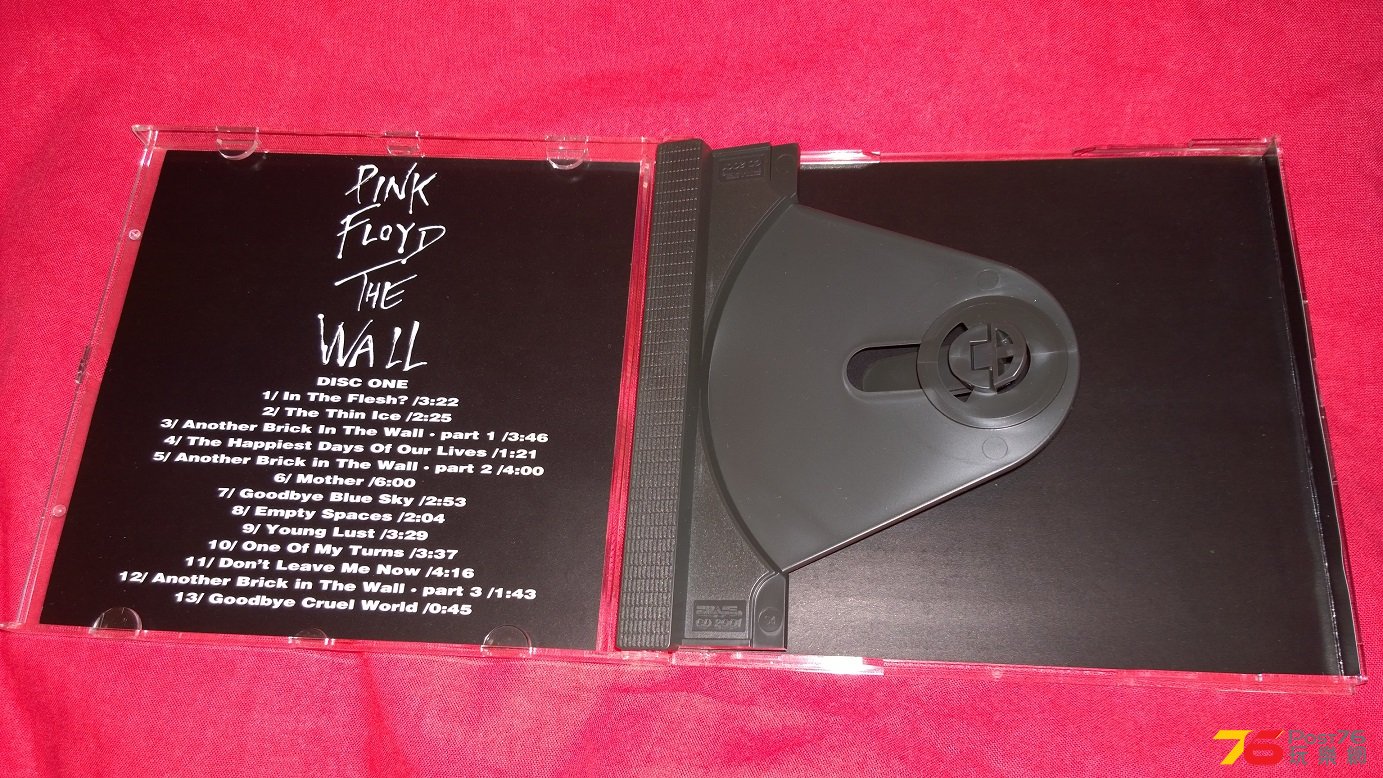 PINK
FLOYD
THE
WALL
DISC ONE
1/ In The Flesh? /3:22
2/ The Thin Ice /2:25
3/ Another Brick In The Wall · part 1 /3:46
4/ The Happiest Days Of Our Lives /1:21
5/ Another Brick in The Wall · part 2 /4:00
6/ Mother /6:00
7/ Goodbye Blue Sky /2:53
8/ Empty Spaces /2:04
9/ Young Lust /3:29
10/ One Of My Turns /3:37
11/ Don't Leave Me Now /4:16
12/ Another Brick in The Wall · part 3 /1:43
13/ Goodbye Cruel World /0:45
CD 2001
76 Post76
玩樂網